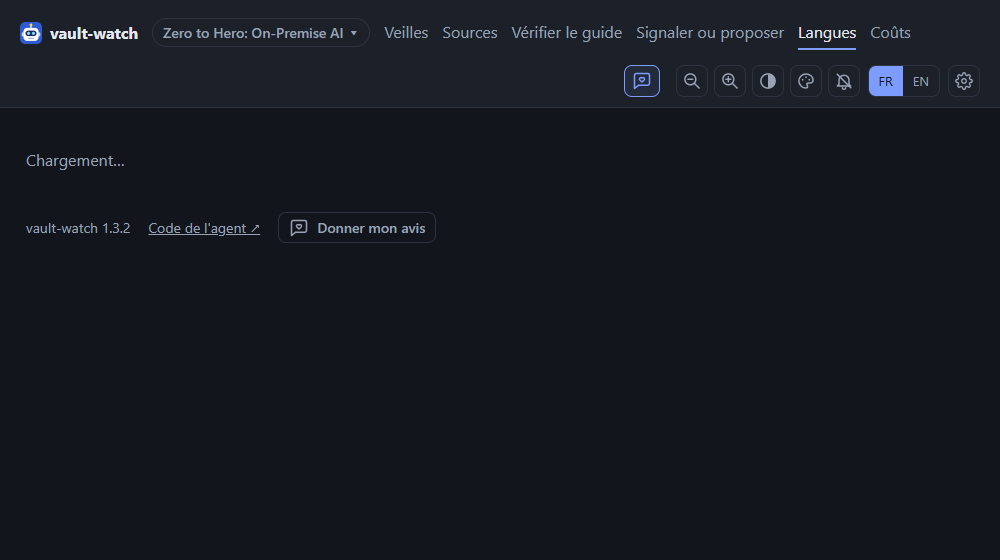 vault-watch
Zero to Hero: On-Premise AI ▾
Veilles
Sources
Vérifier le guide
Signaler ou proposer
Langues
Coûts
FR
EN
Chargement...
vault-watch 1.3.2
Code de l'agent ↗
Donner mon avis